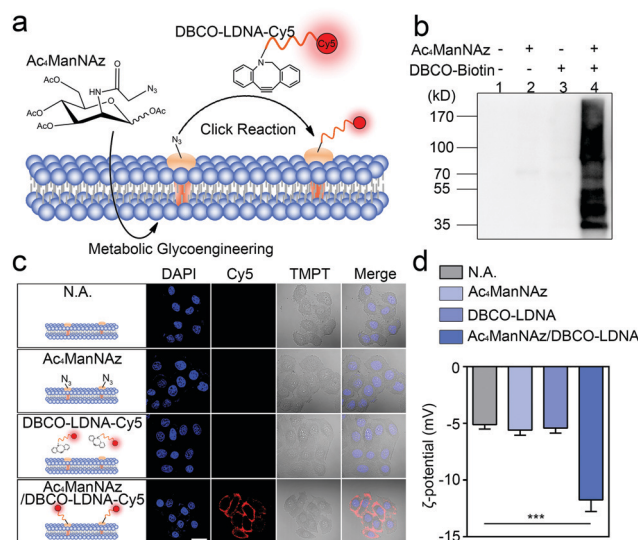 a
Ac₄ManNAz
DBCO-LDNA-Cy5
Cy5
AcO
AcO
AcO
HN
O
N₃
O
OAc
N
N₃
Click Reaction
Metabolic Glycoengineering
b
Ac₄ManNAz - + - +
DBCO-Biotin - - + +
(kD) 1 2 3 4
170
100
70
55
35
c
DAPI Cy5 TMPT Merge
N.A.
Ac₄ManNAz
N₃ N₃
DBCO-LDNA-Cy5
Ac₄ManNAz
/DBCO-LDNA-Cy5
d
N.A.
Ac₄ManNAz
DBCO-LDNA
Ac₄ManNAz/DBCO-LDNA
ζ-potential (mV)
0
-5
-10
-15
***